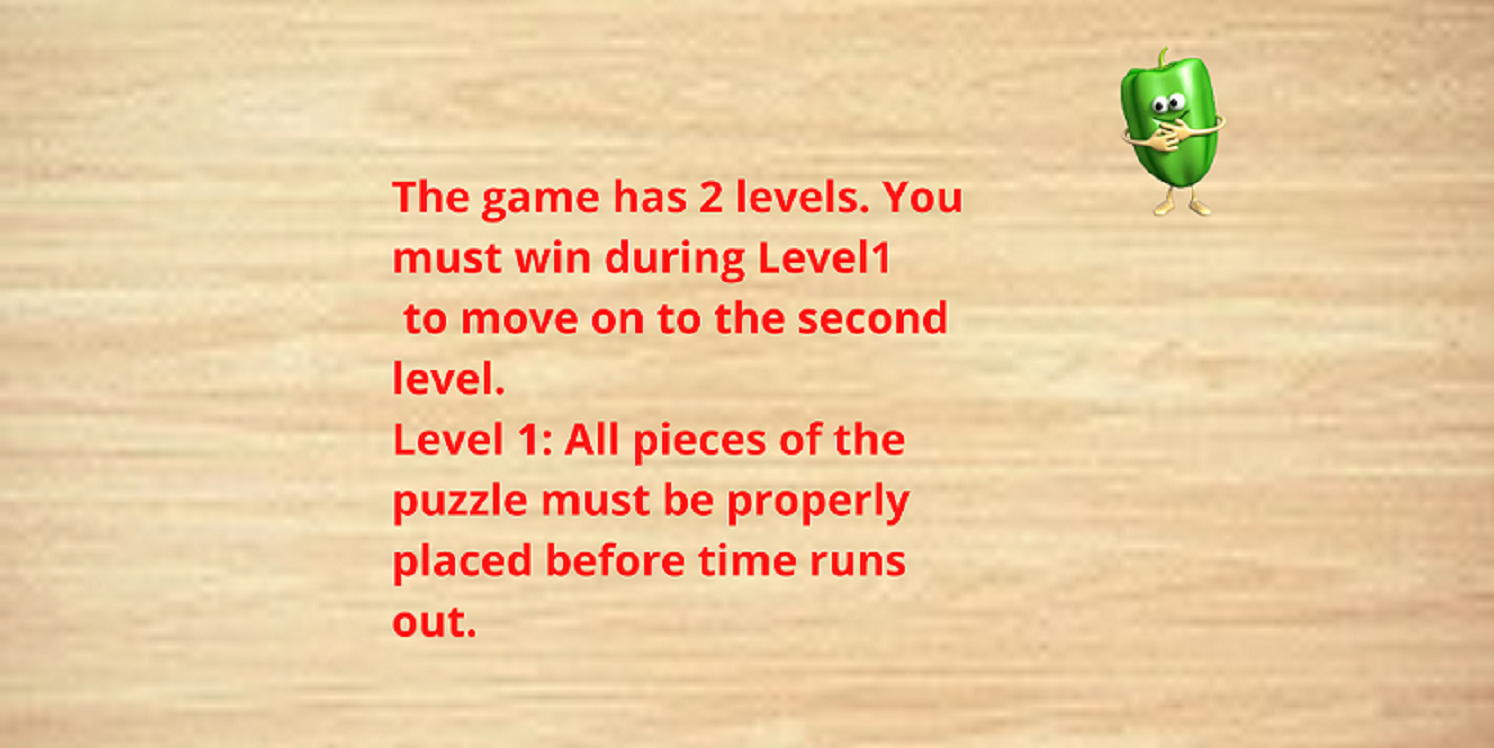 The game has 2 levels. You
must win during Level1
to move on to the second
level.
Level 1: All pieces of the
puzzle must be properly
placed before time runs
out.